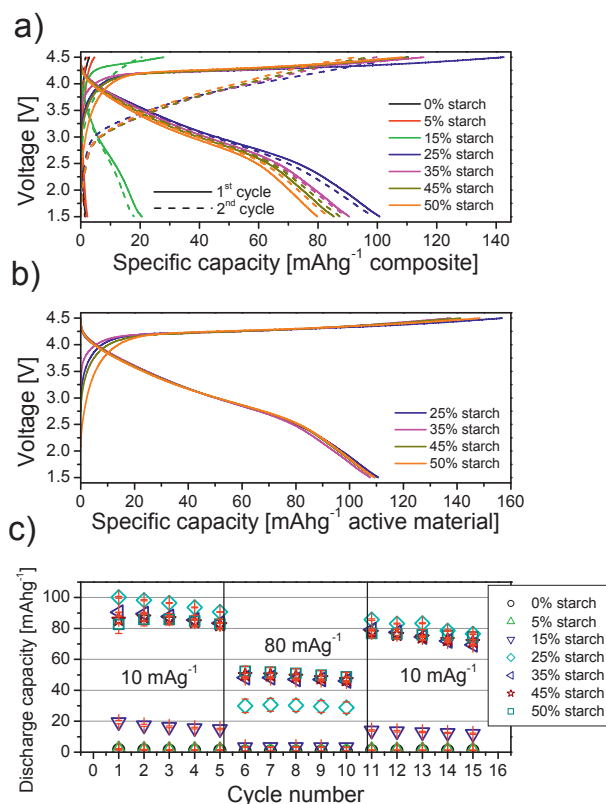 a)
4.5
4.0
3.5
3.0
2.5
2.0
1.5
Voltage [V]
0% starch
5% starch
15% starch
25% starch
35% starch
45% starch
50% starch
1st cycle
2nd cycle
0 20 40 60 80 100 120 140
Specific capacity [mAhg-1 composite]
b)
4.5
4.0
3.5
3.0
2.5
2.0
1.5
Voltage [V]
25% starch
35% starch
45% starch
50% starch
0 20 40 60 80 100 120 140 160
Specific capacity [mAhg-1 active material]
c)
Discharge capacity [mAhg-1]
100
80
60
40
20
0
10 mAg-1
80 mAg-1
10 mAg-1
0% starch
5% starch
15% starch
25% starch
35% starch
45% starch
50% starch
0 1 2 3 4 5 6 7 8 9 10 11 12 13 14 15 16
Cycle number